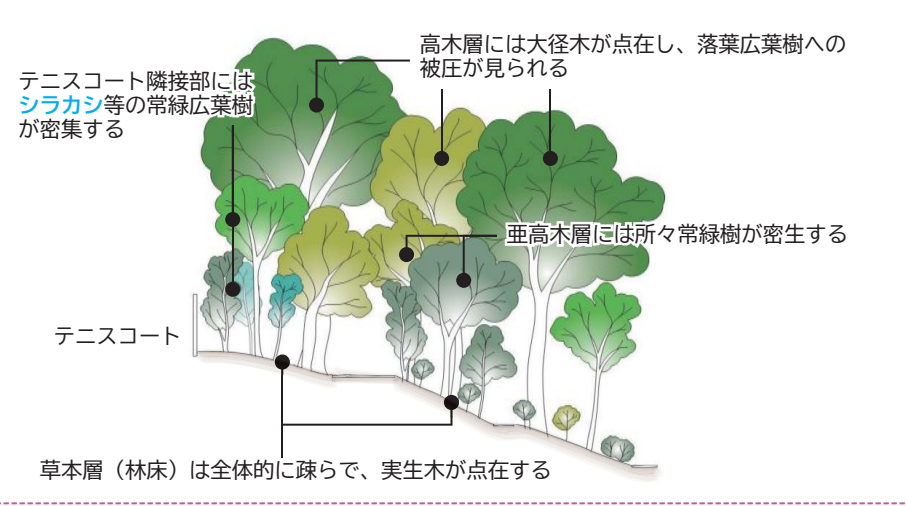 高木層には大径木が点在し、落葉広葉樹への
被圧が見られる
テニスコート隣接部には
シラカシ等の常緑広葉樹
が密集する
亜高木層には所々常緑樹が密生する
テニスコート
草本層（林床）は全体的に疎らで、実生木が点在する